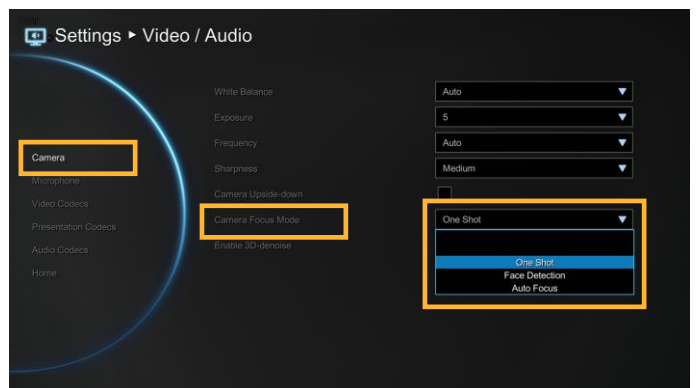 Settings ▸ Video / Audio
White Balance Auto
Exposure 5
Frequency Auto
Camera
Sharpness Medium
Microphone
Camera Upside-down
Video Codecs
Camera Focus Mode One Shot
Presentation Codecs
Enable 3D-denoise
Audio Codecs
One Shot
Home
Face Detection
Auto Focus